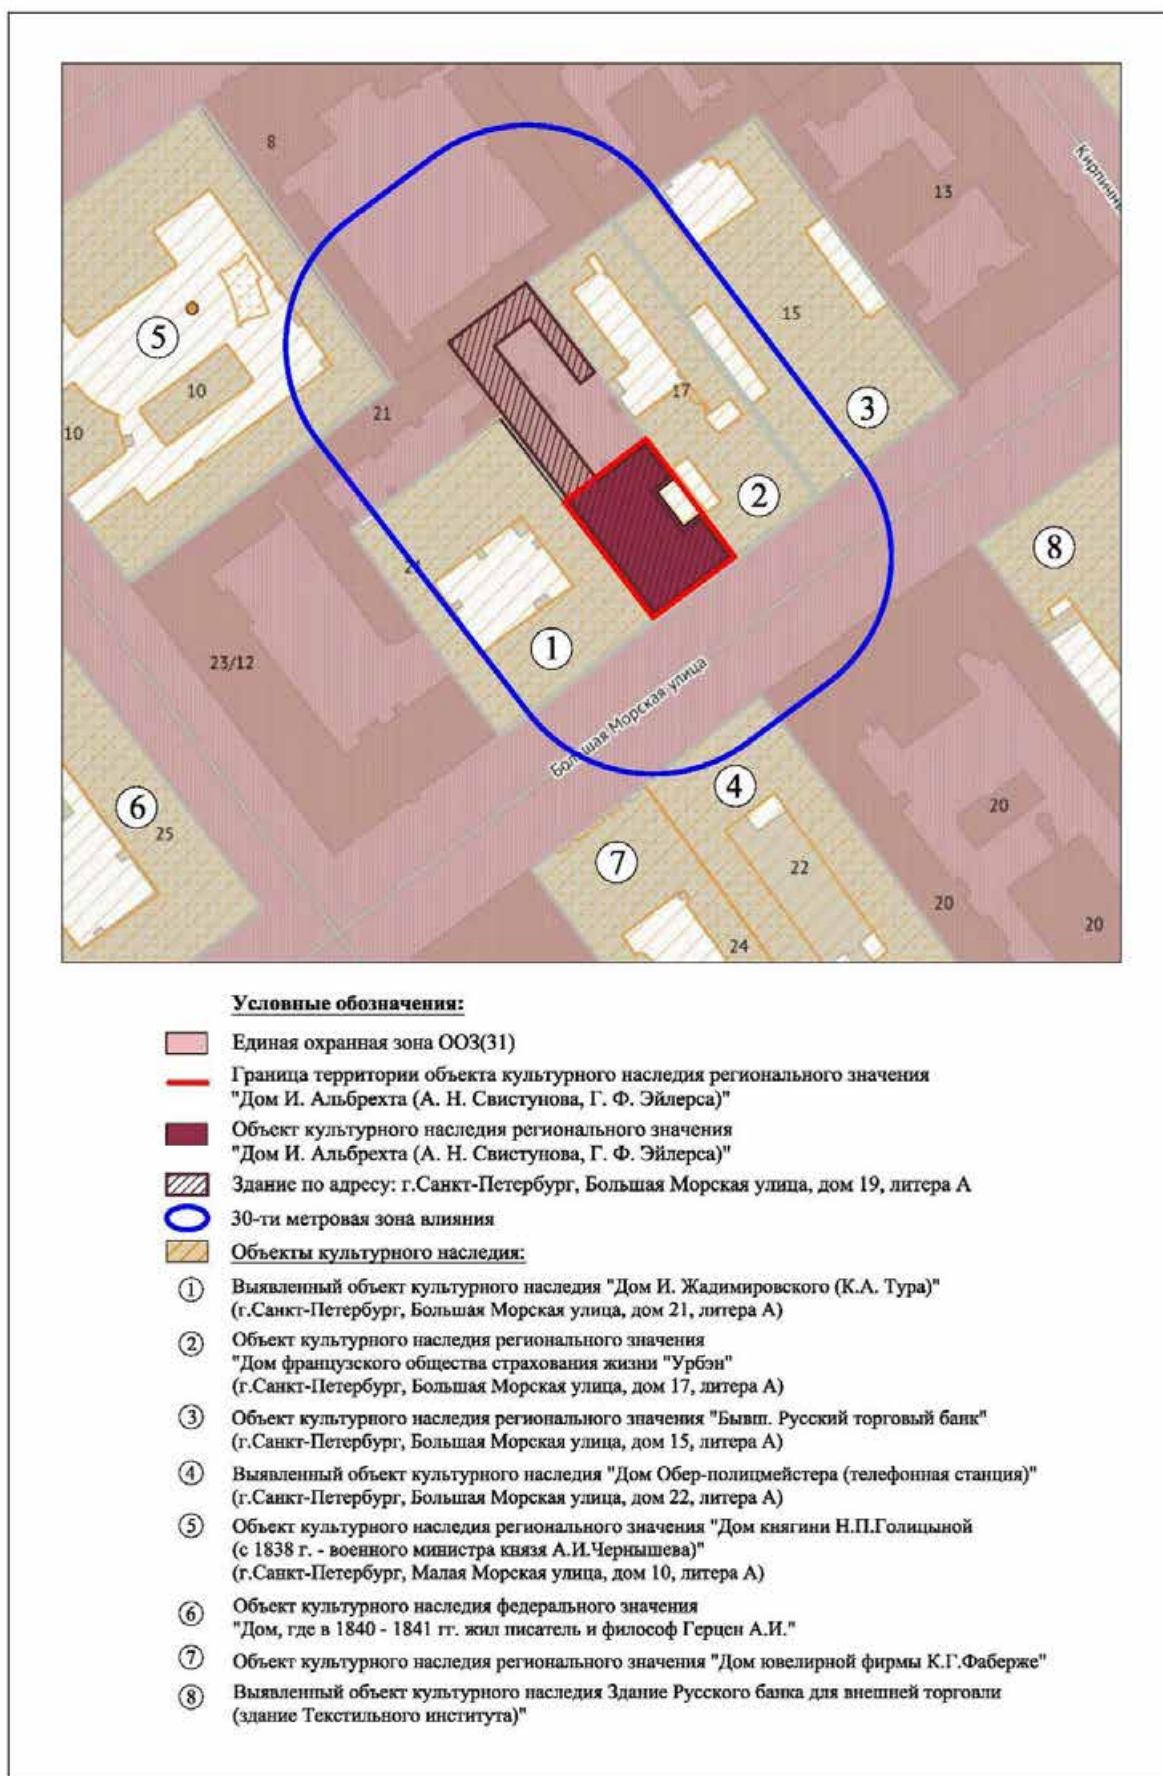 8
13
Кирпичн
15
5
10
10
21
17
3
2
8
21
1
23/12
Большая Морская улица
6
25
4
7
22
20
20
20
24
Условные обозначения:
Единая охранная зона ООЗ(31)
Граница территории объекта культурного наследия регионального значения
"Дом И. Альбрехта (А. Н. Свистунова, Г. Ф. Эйлерса)"
Объект культурного наследия регионального значения
"Дом И. Альбрехта (А. Н. Свистунова, Г. Ф. Эйлерса)"
Здание по адресу: г.Санкт-Петербург, Большая Морская улица, дом 19, литера А
30-ти метровая зона влияния
Объекты культурного наследия:
1 Выявленный объект культурного наследия "Дом И. Жадимировского (К.А. Тура)"
(г.Санкт-Петербург, Большая Морская улица, дом 21, литера А)
2 Объект культурного наследия регионального значения
"Дом французского общества страхования жизни "Урбэн"
(г.Санкт-Петербург, Большая Морская улица, дом 17, литера А)
3 Объект культурного наследия регионального значения "Бывш. Русский торговый банк"
(г.Санкт-Петербург, Большая Морская улица, дом 15, литера А)
4 Выявленный объект культурного наследия "Дом Обер-полицмейстера (телефонная станция)"
(г.Санкт-Петербург, Большая Морская улица, дом 22, литера А)
5 Объект культурного наследия регионального значения "Дом княгини Н.П.Голицыной
(с 1838 г. - военного министра князя А.И.Чернышева)"
(г.Санкт-Петербург, Малая Морская улица, дом 10, литера А)
6 Объект культурного наследия федерального значения
"Дом, где в 1840 - 1841 гг. жил писатель и философ Герцен А.И."
7 Объект культурного наследия регионального значения "Дом ювелирной фирмы К.Г.Фаберже"
8 Выявленный объект культурного наследия Здание Русского банка для внешней торговли
(здание Текстильного института)"